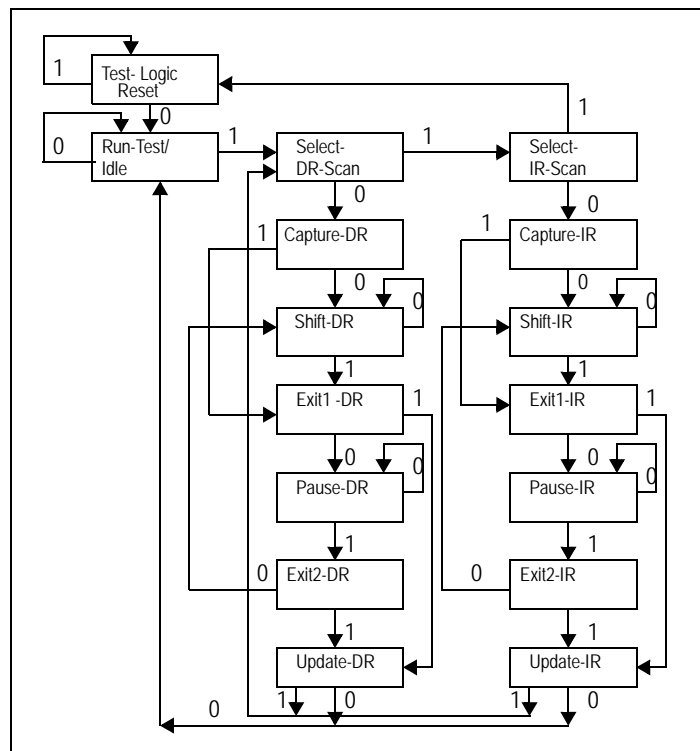 1
Test- Logic
Reset
0
1
0
Run-Test/
Idle
1
Select-
DR-Scan
1
Select-
IR-Scan
0
0
1
Capture-DR
1
Capture-IR
0
0
Shift-DR
0
Shift-IR
0
1
1
Exit1 -DR
1
Exit1-IR
1
0
0
Pause-DR
0
Pause-IR
0
1
1
0
Exit2-DR
0
Exit2-IR
1
1
Update-DR
Update-IR
1
0
1
0
0